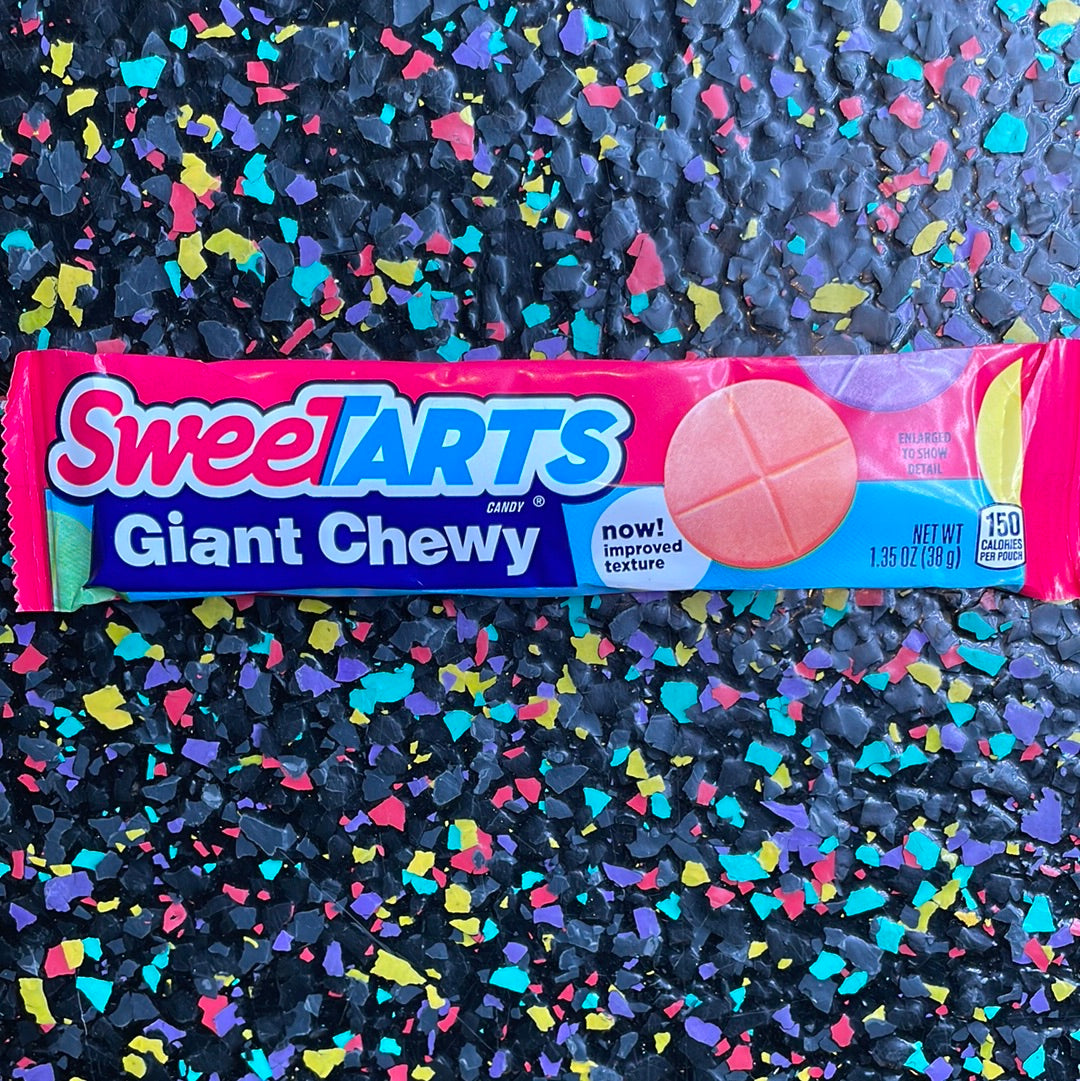 SweeTARTS
CANDY ®
Giant Chewy
now!
improved
texture
ENLARGED
TO SHOW
DETAIL
NET WT
1.35 OZ (38 g)
150
CALORIES
PER POUCH